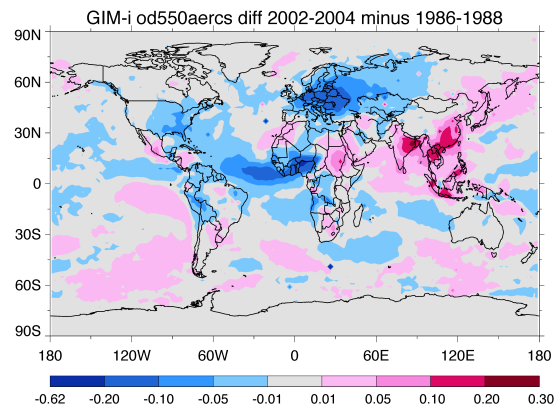 GIM-i od550aercs diff 2002-2004 minus 1986-1988
90N
60N
30N
0
30S
60S
90S
180 120W 60W 0 60E 120E 180
-0.62 -0.20 -0.10 -0.05 -0.01 0.01 0.05 0.10 0.20 0.30